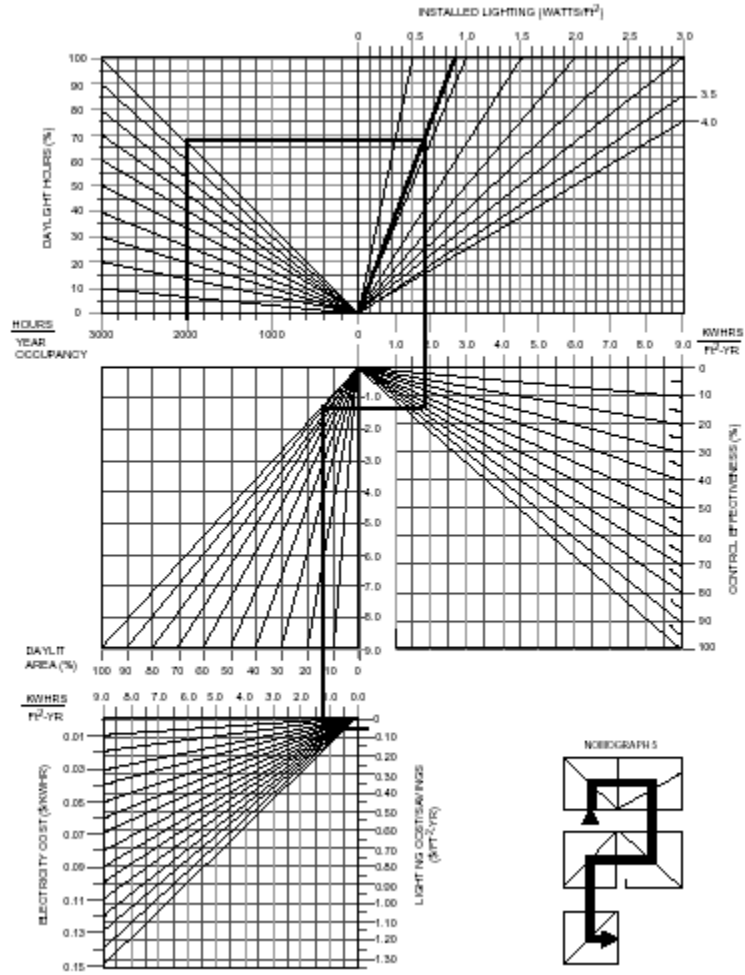 INSTALLED LIGHTING (WATTS/Ft²)
0 0.5 1.0 1.5 2.0 2.5 3.0
3.5
4.0
DAYLIGHT HOURS (%)
100
90
80
70
60
50
40
30
20
10
0
HOURS
YEAR
OCCUPANCY
3000 2000 1000 0
1.0 2.0 3.0 4.0 5.0 6.0 7.0 8.0 9.0
KWHRS
Ft²-YR
1.0
2.0
3.0
4.0
5.0
6.0
7.0
8.0
9.0
0
10
20
30
40
50
60
70
80
90
100
CONTROL EFFECTIVENESS (%)
DAYLIT
AREA (%)
100 90 80 70 60 50 40 30 20 10 0
KWHRS
Ft²-YR
9.0 8.0 7.0 6.0 5.0 4.0 3.0 2.0 1.0 0.0
ELECTRICITY COST ($/KWHR)
0.01
0.03
0.05
0.07
0.09
0.11
0.13
0.15
0
0.10
0.20
0.30
0.40
0.50
0.60
0.70
0.80
0.90
1.00
1.10
1.20
1.30
LIGHTING COST/SAVINGS
($/FT²-YR)
NOMOGRAPH 5